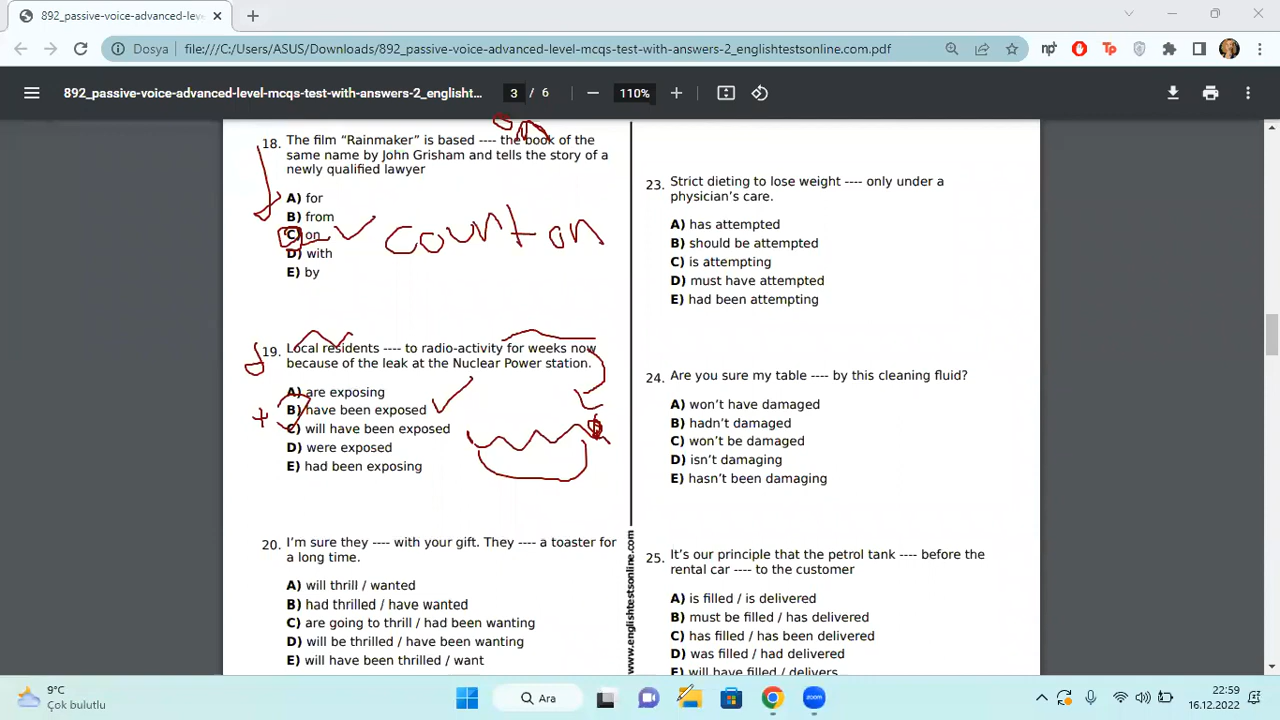 892_passive-voice-advanced-lev
Dosya
file:///C:/Users/ASUS/Downloads/892_passive-voice-advanced-level-mcqs-test-with-answers-2_englishtestsonline.com.pdf
892_passive-voice-advanced-level-mcqs-test-with-answers-2_englisht...
3 / 6
110%
on
18. The film “Rainmaker” is based ---- the book of the
same name by John Grisham and tells the story of a
newly qualified lawyer
A) for
B) from
C) on
D) with
E) by
count on
19. Local residents ---- to radio-activity for weeks now
because of the leak at the Nuclear Power station.
A) are exposing
B) have been exposed
C) will have been exposed
D) were exposed
E) had been exposing
20. I’m sure they ---- with your gift. They ---- a toaster for
a long time.
A) will thrill / wanted
B) had thrilled / have wanted
C) are going to thrill / had been wanting
D) will be thrilled / have been wanting
E) will have been thrilled / want
www.englishtestsonline.com
23. Strict dieting to lose weight ---- only under a
physician’s care.
A) has attempted
B) should be attempted
C) is attempting
D) must have attempted
E) had been attempting
24. Are you sure my table ---- by this cleaning fluid?
A) won’t have damaged
B) hadn’t damaged
C) won’t be damaged
D) isn’t damaging
E) hasn’t been damaging
25. It’s our principle that the petrol tank ---- before the
rental car ---- to the customer
A) is filled / is delivered
B) must be filled / has delivered
C) has filled / has been delivered
D) was filled / had delivered
E) will have filled / delivers
9°C
Çok bulutlu
Ara
zoom
22:59
16.12.2022